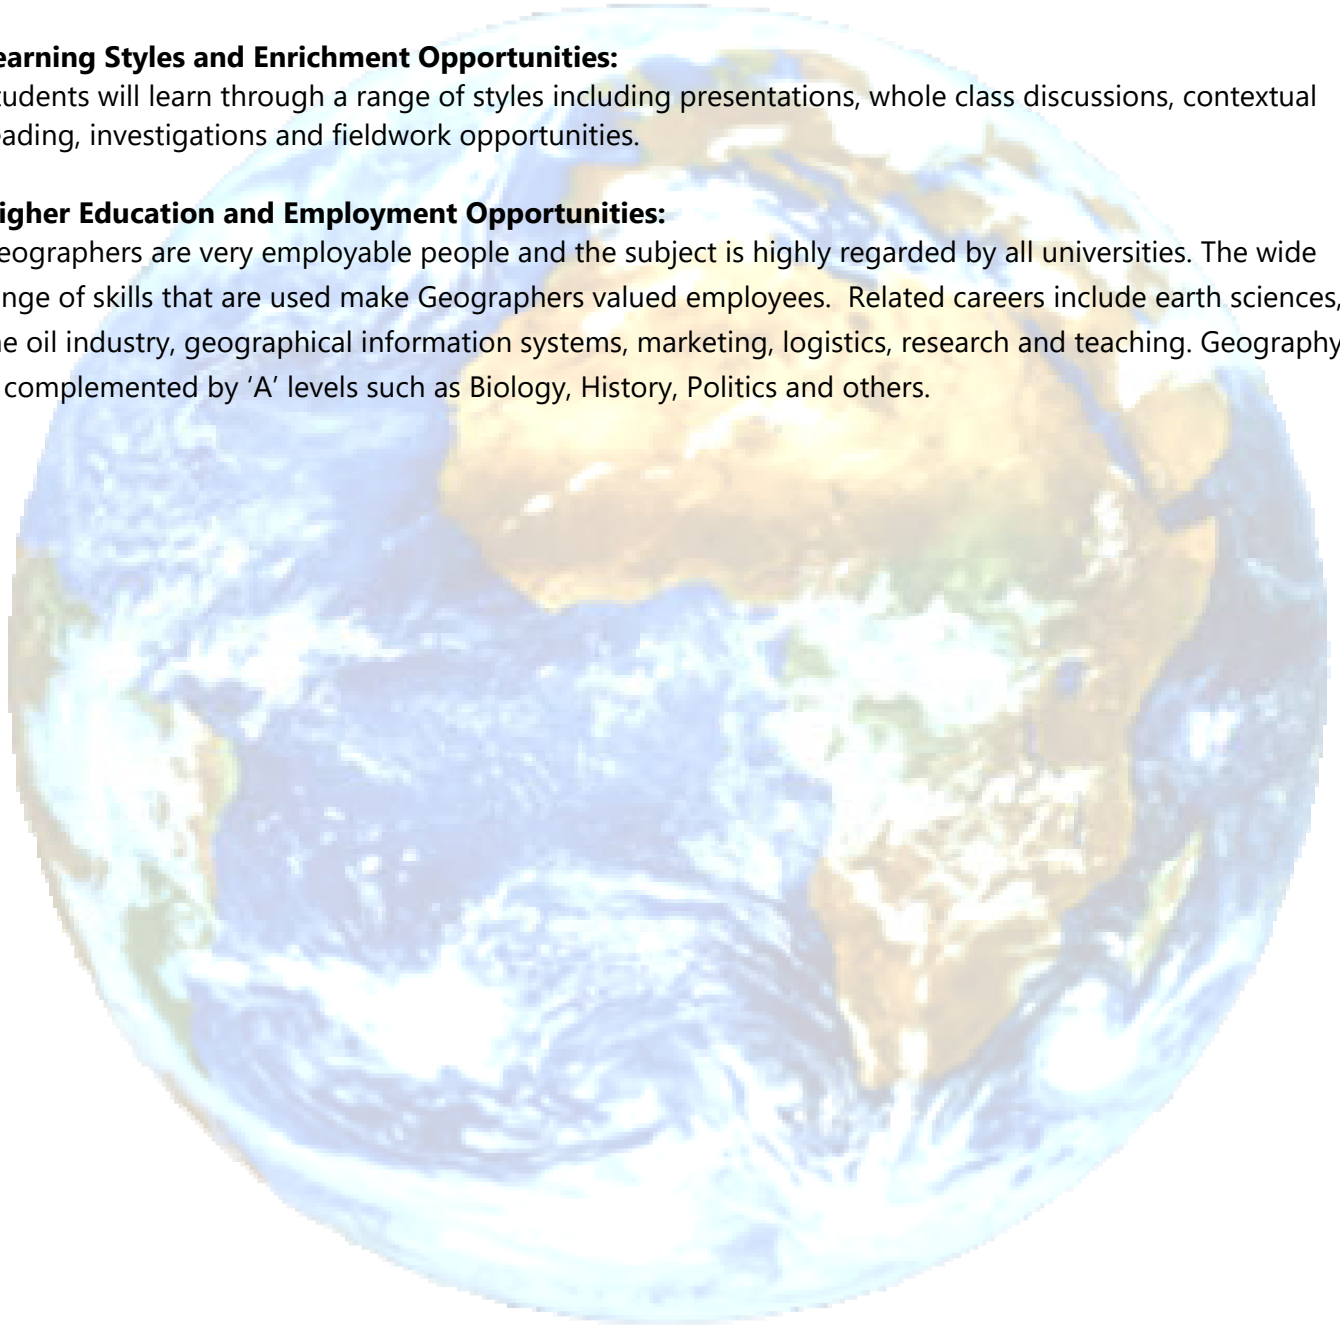 earning Styles and Enrichment Opportunities:
tudents will learn through a range of styles including presentations, whole class discussions, contextual
eading, investigations and fieldwork opportunities.
igher Education and Employment Opportunities:
eographers are very employable people and the subject is highly regarded by all universities. The wide
nge of skills that are used make Geographers valued employees.  Related careers include earth sciences,
he oil industry, geographical information systems, marketing, logistics, research and teaching. Geography
complemented by ‘A’ levels such as Biology, History, Politics and others.